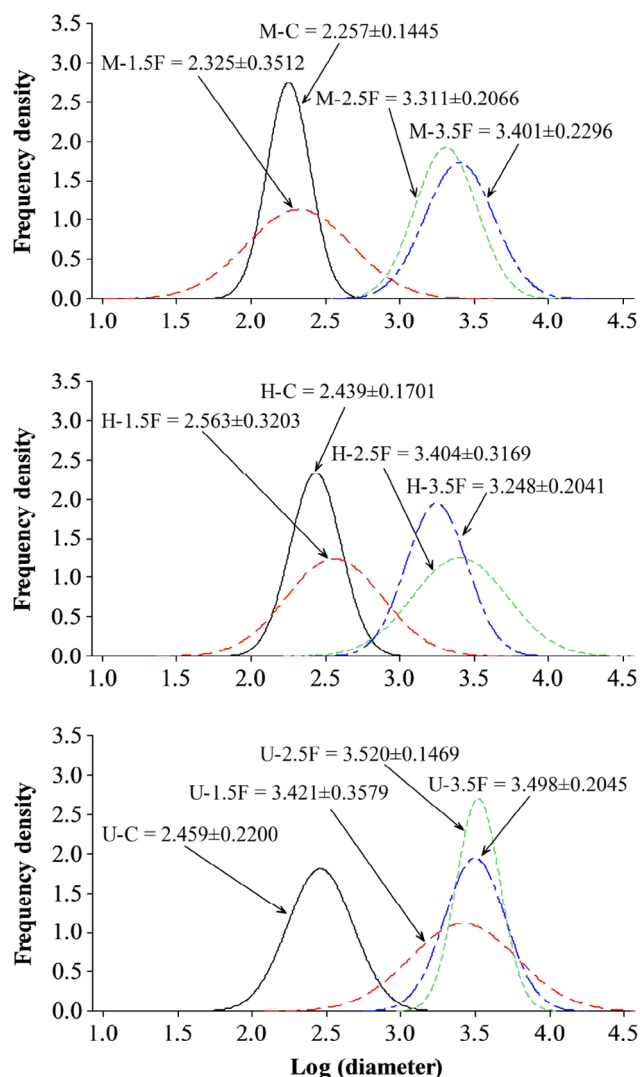 M-C = 2.257±0.1445
M-1.5F = 2.325±0.3512
M-2.5F = 3.311±0.2066
M-3.5F = 3.401±0.2296
Frequency density
3.5
3.0
2.5
2.0
1.5
1.0
0.5
0.0
1.0 1.5 2.0 2.5 3.0 3.5 4.0 4.5
H-C = 2.439±0.1701
H-1.5F = 2.563±0.3203
H-2.5F = 3.404±0.3169
H-3.5F = 3.248±0.2041
Frequency density
3.5
3.0
2.5
2.0
1.5
1.0
0.5
0.0
1.0 1.5 2.0 2.5 3.0 3.5 4.0 4.5
U-2.5F = 3.520±0.1469
U-1.5F = 3.421±0.3579
U-3.5F = 3.498±0.2045
U-C = 2.459±0.2200
Frequency density
3.5
3.0
2.5
2.0
1.5
1.0
0.5
0.0
1.0 1.5 2.0 2.5 3.0 3.5 4.0 4.5
Log (diameter)